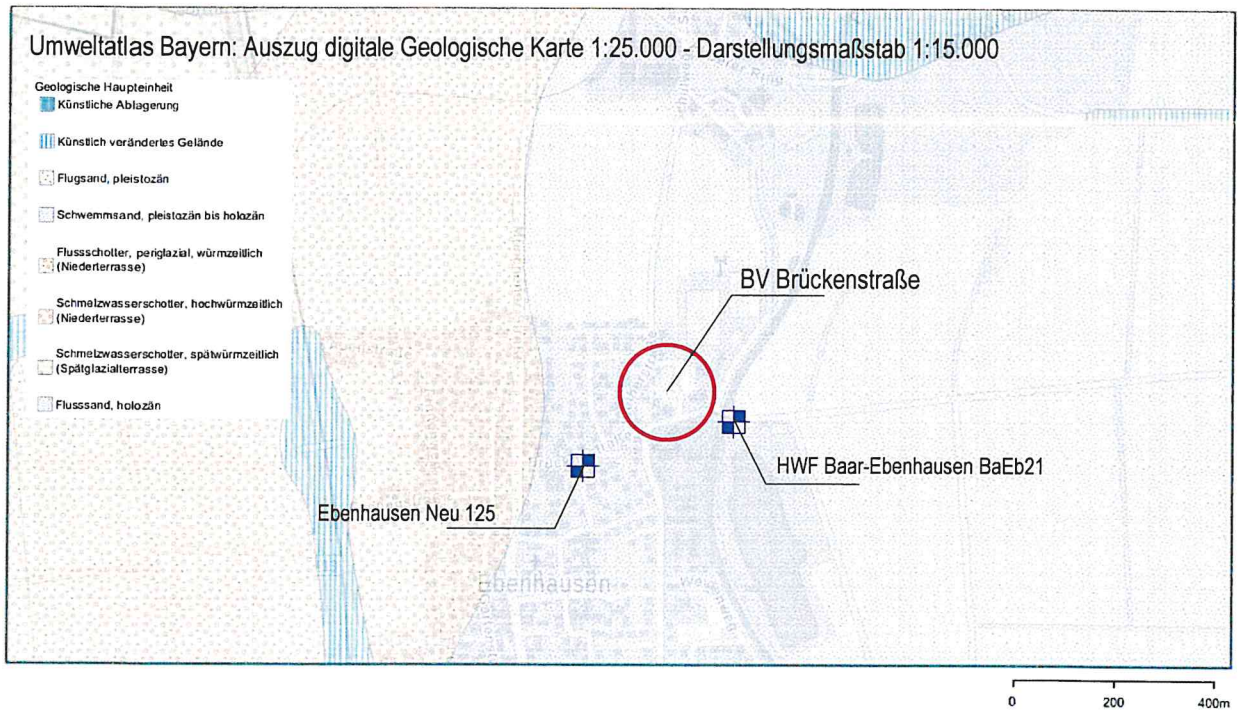 Umweltatlas Bayern: Auszug digitale Geologische Karte 1:25.000 - Darstellungsmaßstab 1:15.000
Geologische Haupteinheit
Künstliche Ablagerung
Künstlich verändertes Gelände
Flugsand, pleistozän
Schwemmsand, pleistozän bis holozän
Flussschotter, periglazial, würmzeitlich
(Niederterrasse)
Schmelzwasserschotter, hochwürmzeitlich
(Niederterrasse)
Schmelzwasserschotter, spätwürmzeitlich
(Spätglazialterrasse)
Flusssand, holozän
BV Brückenstraße
HWF Baar-Ebenhausen BaEb21
Ebenhausen Neu 125
Ebenhausen
0 200 400m